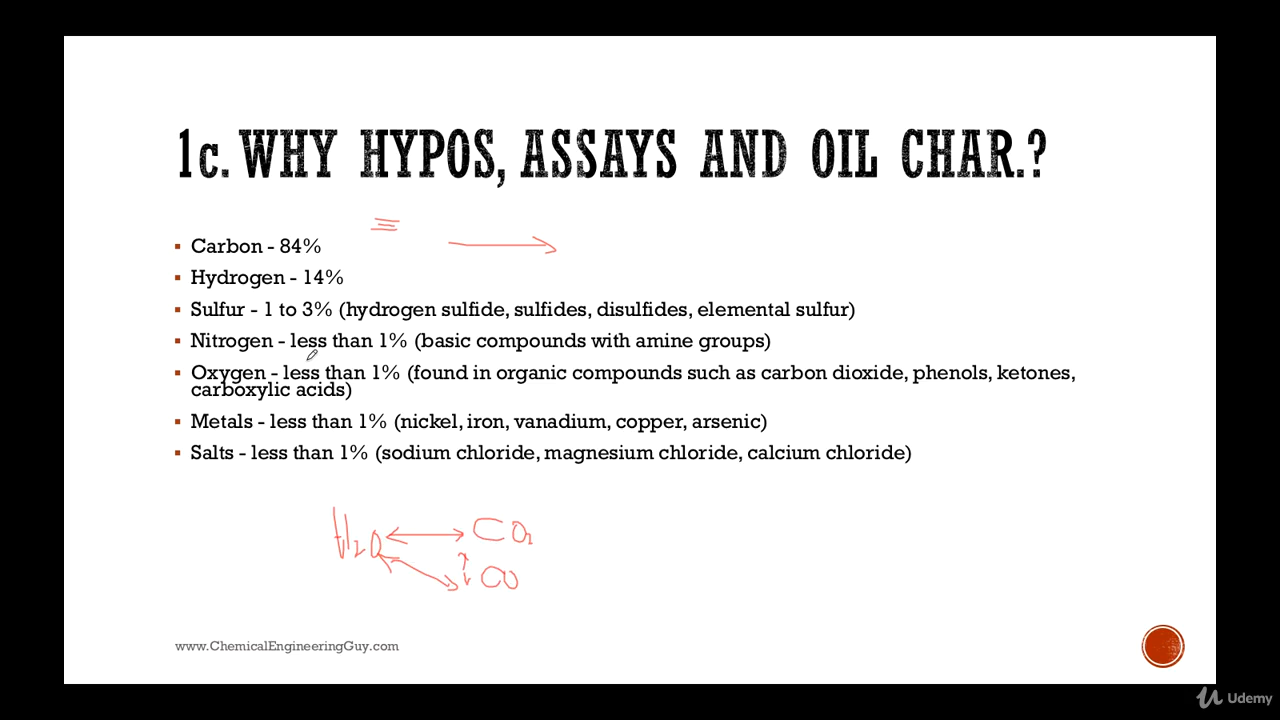 1c. WHY HYPOS, ASSAYS AND OIL CHAR.?
▪ Carbon - 84%
▪ Hydrogen - 14%
▪ Sulfur - 1 to 3% (hydrogen sulfide, sulfides, disulfides, elemental sulfur)
▪ Nitrogen - less than 1% (basic compounds with amine groups)
▪ Oxygen - less than 1% (found in organic compounds such as carbon dioxide, phenols, ketones,
carboxylic acids)
▪ Metals - less than 1% (nickel, iron, vanadium, copper, arsenic)
▪ Salts - less than 1% (sodium chloride, magnesium chloride, calcium chloride)
H2O CO2
CO
www.ChemicalEngineeringGuy.com
Udemy